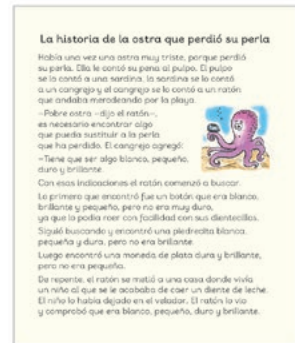 La historia de la ostra que perdió su perla
Había una vez una ostra muy triste, porque perdió
su perla. Ella le contó su pena al pulpo. El pulpo
se la contó a una sardina, la sardina se lo contó
a un cangrejo y el cangrejo se lo contó a un ratón
que andaba merodeando por la playa.
—Pobre ostra —dijo el ratón—,
es necesario encontrar algo
que pueda sustituir a la perla
que ha perdido. El cangrejo agregó:
—Tiene que ser algo blanco, pequeño,
duro y brillante.
Con esas indicaciones el ratón comenzó a buscar.
Lo primero que encontró fue un botón que era blanco,
brillante y pequeño, pero no era muy duro,
ya que lo podía roer con facilidad con sus dientecillos.
Siguió buscando y encontró una piedrecita blanca,
pequeña y dura, pero no era brillante.
Luego encontró una moneda de plata dura y brillante,
pero no era pequeña.
De repente, el ratón se metió a una casa donde vivía
un niño al que se le acababa de caer un diente de leche.
El niño lo había dejado en el velador. El ratón lo vio
y comprobó que era blanco, pequeño, duro y brillante.